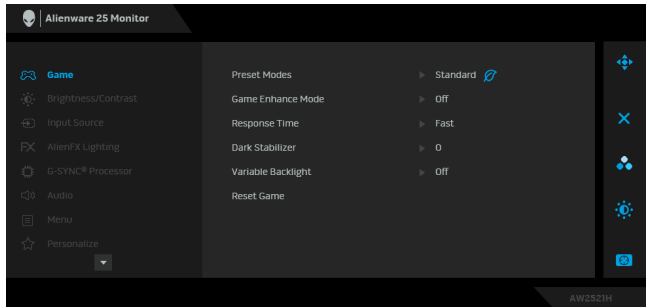 Alienware 25 Monitor
Game
Brightness/Contrast
Input Source
AlienFX Lighting
G-SYNC® Processor
Audio
Menu
Personalize
Preset Modes Standard
Game Enhance Mode Off
Response Time Fast
Dark Stabilizer 0
Variable Backlight Off
Reset Game
AW2521H